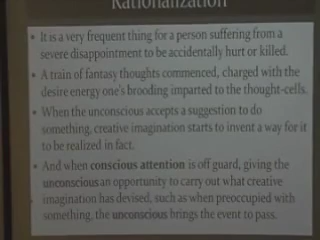 Rationalization
• It is a very frequent thing for a person suffering from a
severe disappointment to be accidentally hurt or killed.
• A train of fantasy thoughts commenced, charged with the
desire energy one's brooding imparted to the thought-cells.
• When the unconscious accepts a suggestion to do
something, creative imagination starts to invent a way for it
to be realized in fact.
• And when conscious attention is off guard, giving the
unconscious an opportunity to carry out what creative
imagination has devised, such as when preoccupied with
something, the unconscious brings the event to pass.